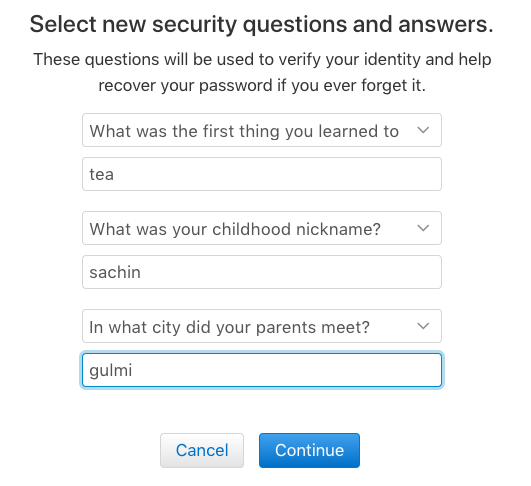 Select new security questions and answers.
These questions will be used to verify your identity and help
recover your password if you ever forget it.
What was the first thing you learned to
tea
What was your childhood nickname?
sachin
In what city did your parents meet?
gulmi
Cancel Continue